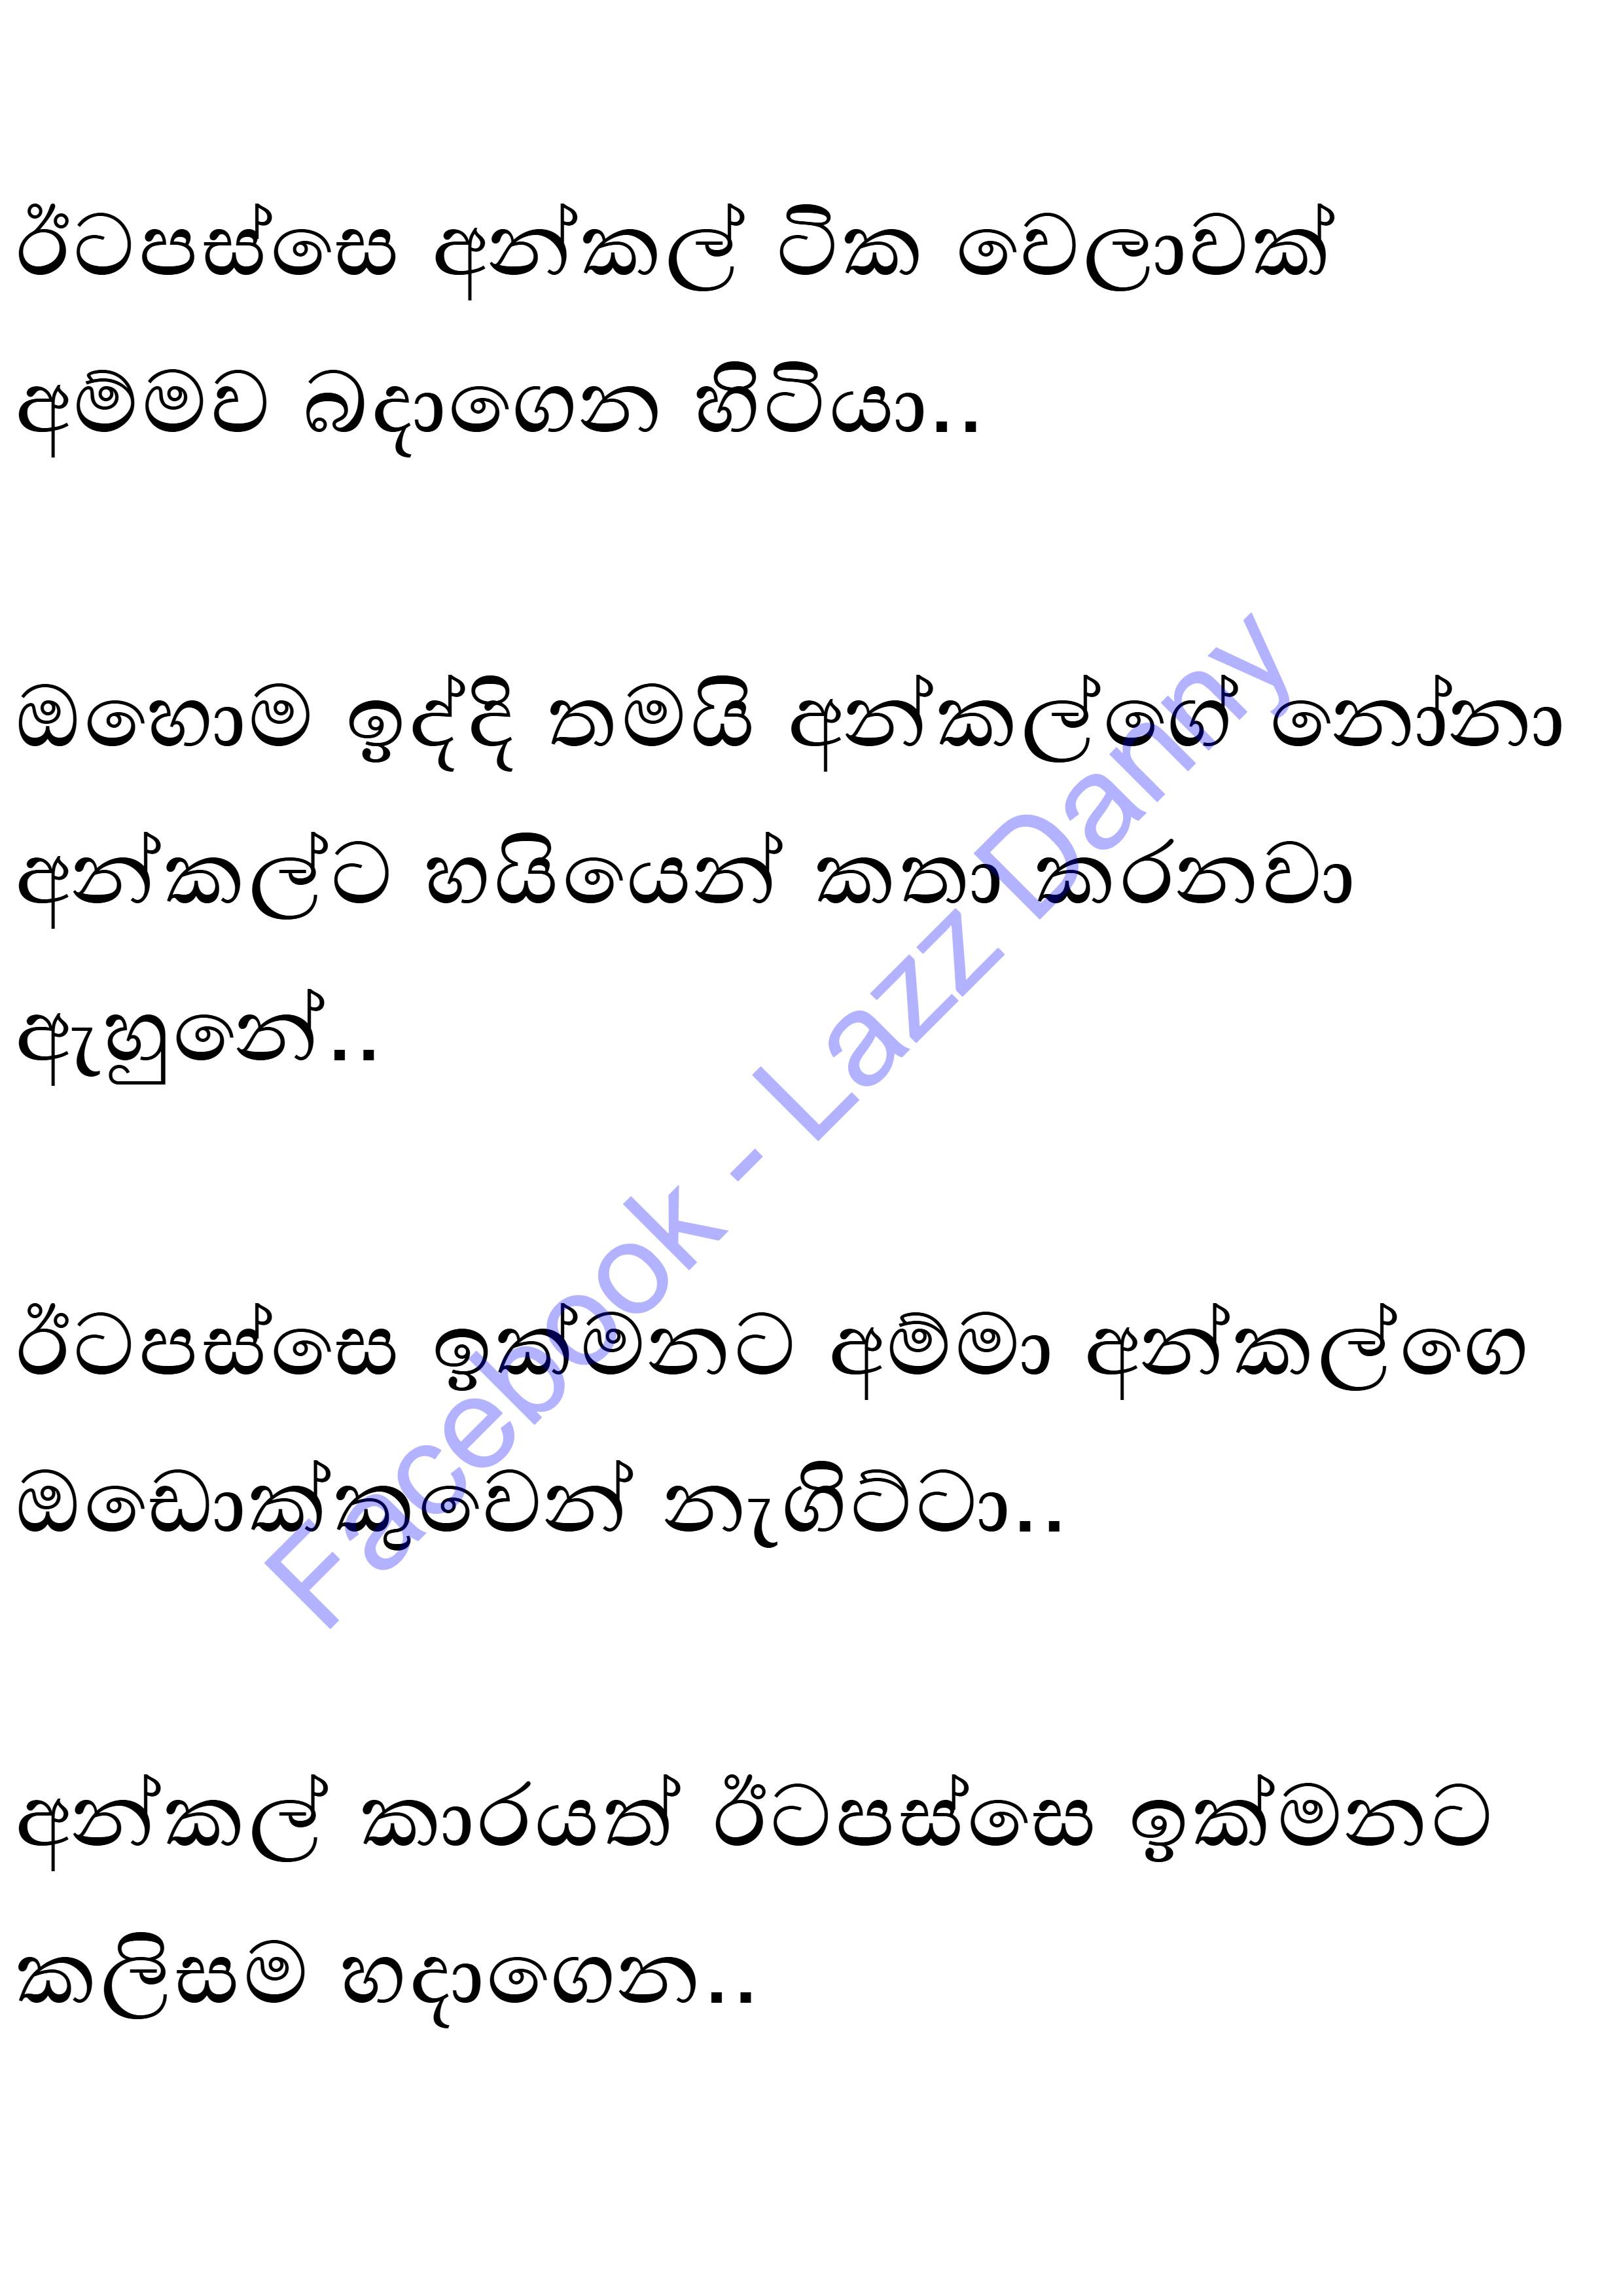 ඊටපස්සෙ අන්කල් ටික වෙලාවක්
අම්මව බදාගෙන හිටියා..
ඔහොම ඉද්දි තමයි අන්කල්ගේ නෝනා
අන්කල්ට හයියෙන් කතා කරනවා
ඇහුනේ..
ඊටපස්සෙ ඉක්මනට අම්මා අන්කල්ගෙ
ඔඩොක්කුවෙන් නැගිට්ටා..
අන්කල් කාරයත් ඊටපස්සෙ ඉක්මනට
කලිසම හදාගෙන..
Facebook - Lazz Danny